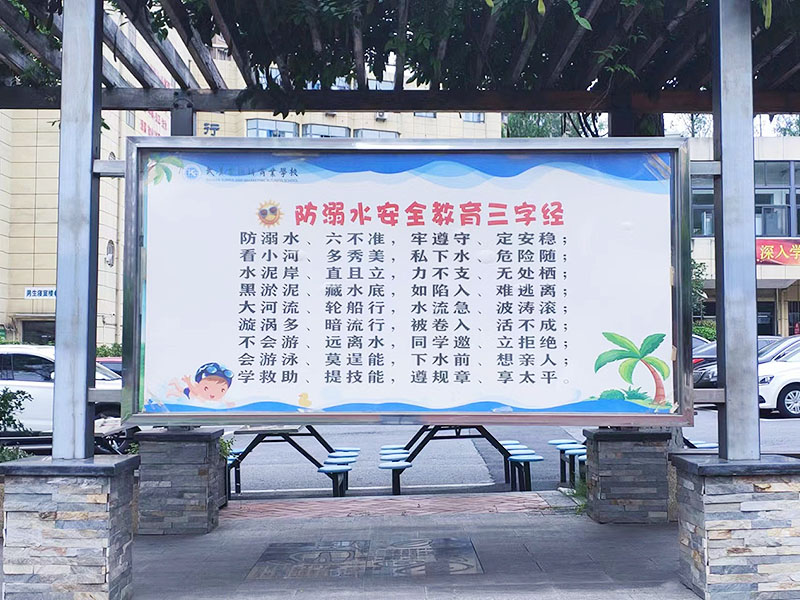 行
防溺水安全教育三字经
防溺水、六不准，牢遵守、定安稳；
看小河、多秀美，私下水、危险随；
水泥岸、直且立，力不支、无处栖；
黑淤泥、藏水底，如陷入、难逃离；
大河流、轮船行，水流急、波涛滚；
漩涡多、暗流行，被卷入、活不成；
不会游、远离水，同学邀、立拒绝；
会游泳、莫逞能，下水前、想亲人；
学救助、提技能，遵规章、享太平。
深入学